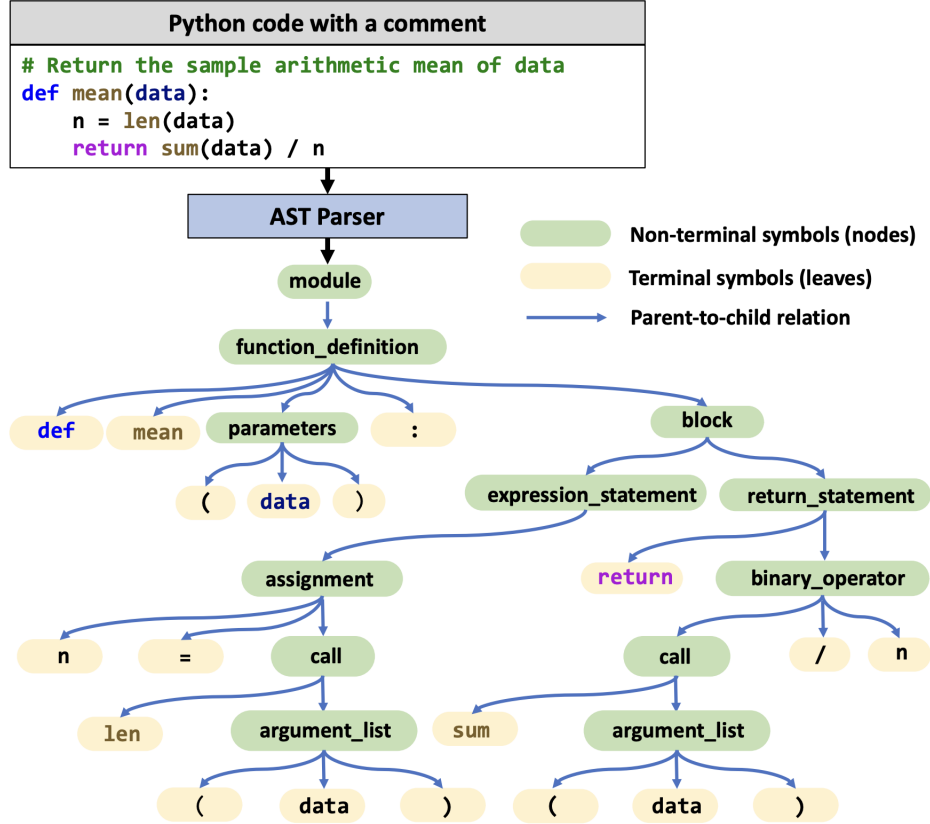 Python code with a comment
# Return the sample arithmetic mean of data
def mean(data):
    n = len(data)
    return sum(data) / n
AST Parser
Non-terminal symbols (nodes)
Terminal symbols (leaves)
Parent-to-child relation
module
function_definition
def mean parameters : block
( data ) expression_statement return_statement
assignment return binary_operator
n = call call / n
len argument_list sum argument_list
( data ) ( data )